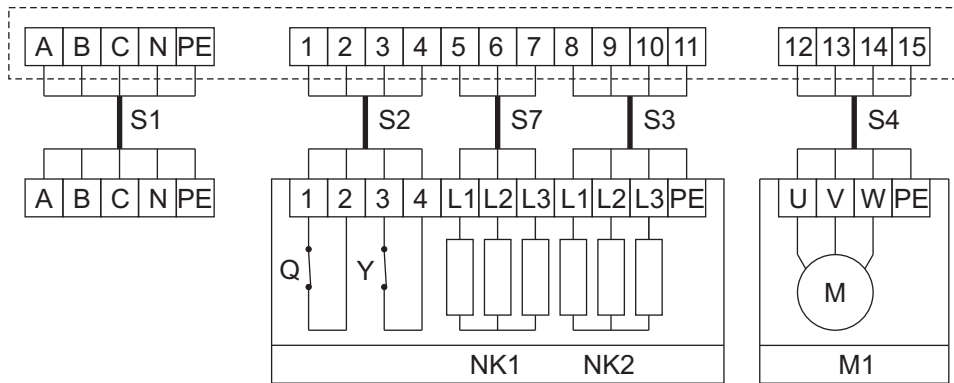 A B C N PE 1 2 3 4 5 6 7 8 9 10 11 12 13 14 15
S1 S2 S7 S3 S4
A B C N PE 1 2 3 4 L1 L2 L3 L1 L2 L3 PE U V W PE
Q Y M
NK1 NK2 M1